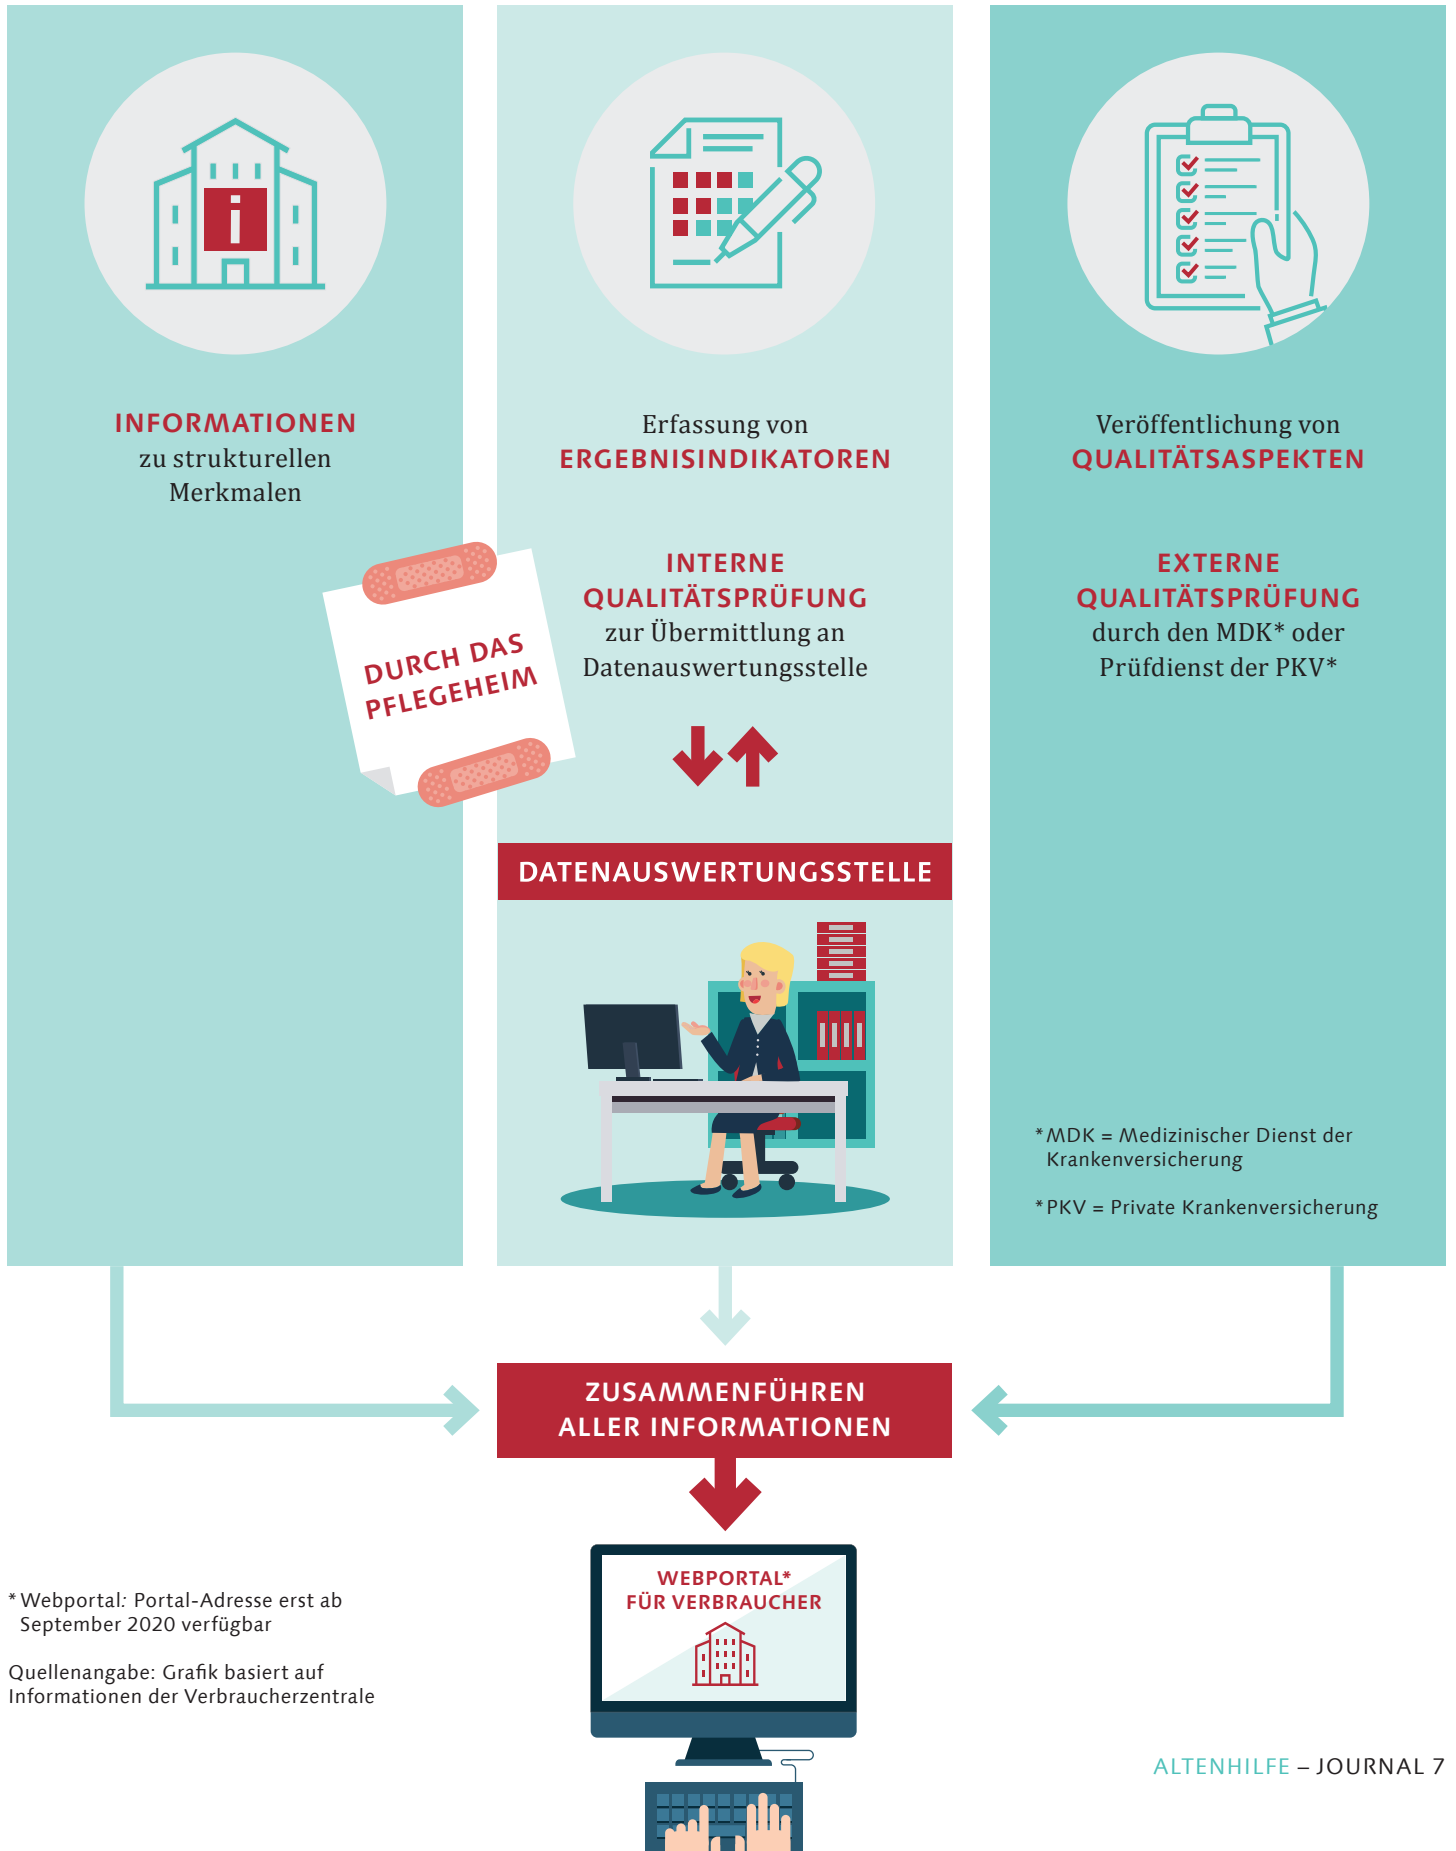 i
INFORMATIONEN
zu strukturellen
Merkmalen
Erfassung von
ERGEBNISINDIKATOREN
INTERNE
QUALITÄTSPRÜFUNG
zur Übermittlung an
Datenauswertungsstelle
DURCH DAS
PFLEGEHEIM
DATENAUSWERTUNGSSTELLE
Veröffentlichung von
QUALITÄTSASPEKTEN
EXTERNE
QUALITÄTSPRÜFUNG
durch den MDK* oder
Prüfdienst der PKV*
*MDK = Medizinischer Dienst der
Krankenversicherung
*PKV = Private Krankenversicherung
ZUSAMMENFÜHREN
ALLER INFORMATIONEN
WEBPORTAL*
FÜR VERBRAUCHER
*Webportal: Portal-Adresse erst ab
September 2020 verfügbar
Quellenangabe: Grafik basiert auf
Informationen der Verbraucherzentrale
ALTENHILFE – JOURNAL 7